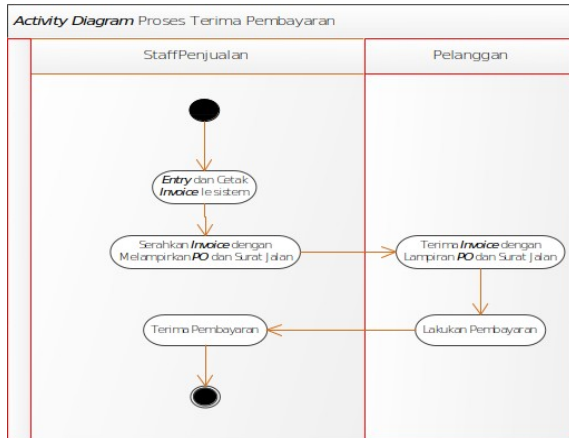 Activity Diagram Proses Terima Pembayaran
StaffPenjualan
Pelanggan
Entry dan Cetak
Invoice le sistem
Serahkan Invoice dengan
Melampirkan PO dan Surat Jalan
Terima Invoice dengan
Lampiran PO dan Surat Jalan
Terima Pembayaran
Lakukan Pembayaran